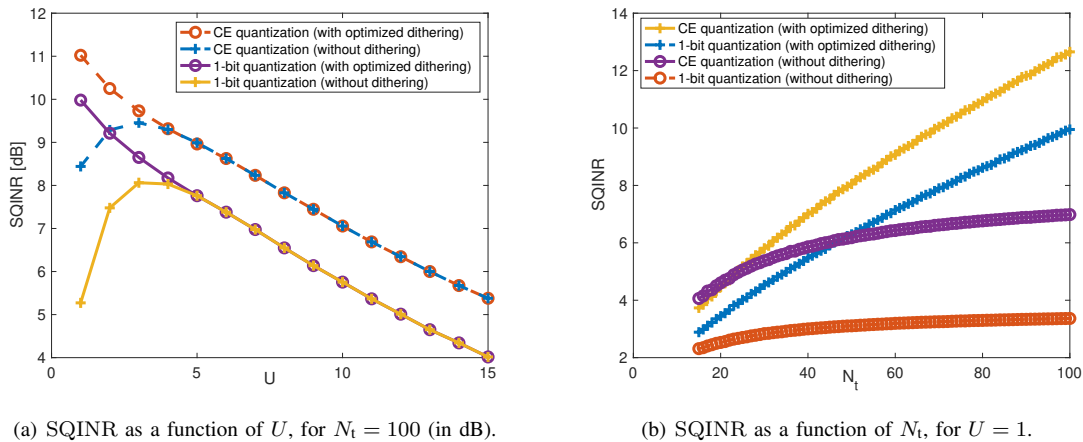 12
11
10
9
8
7
6
5
4
0
5
10
15
SQINR [dB]
U
CE quantization (with optimized dithering)
CE quantization (without dithering)
1-bit quantization (with optimized dithering)
1-bit quantization (without dithering)
(a) SQINR as a function of U, for Nt = 100 (in dB).
14
12
10
8
6
4
2
0
20
40
60
80
100
SQINR
Nt
CE quantization (with optimized dithering)
1-bit quantization (with optimized dithering)
CE quantization (without dithering)
1-bit quantization (without dithering)
(b) SQINR as a function of Nt, for U = 1.